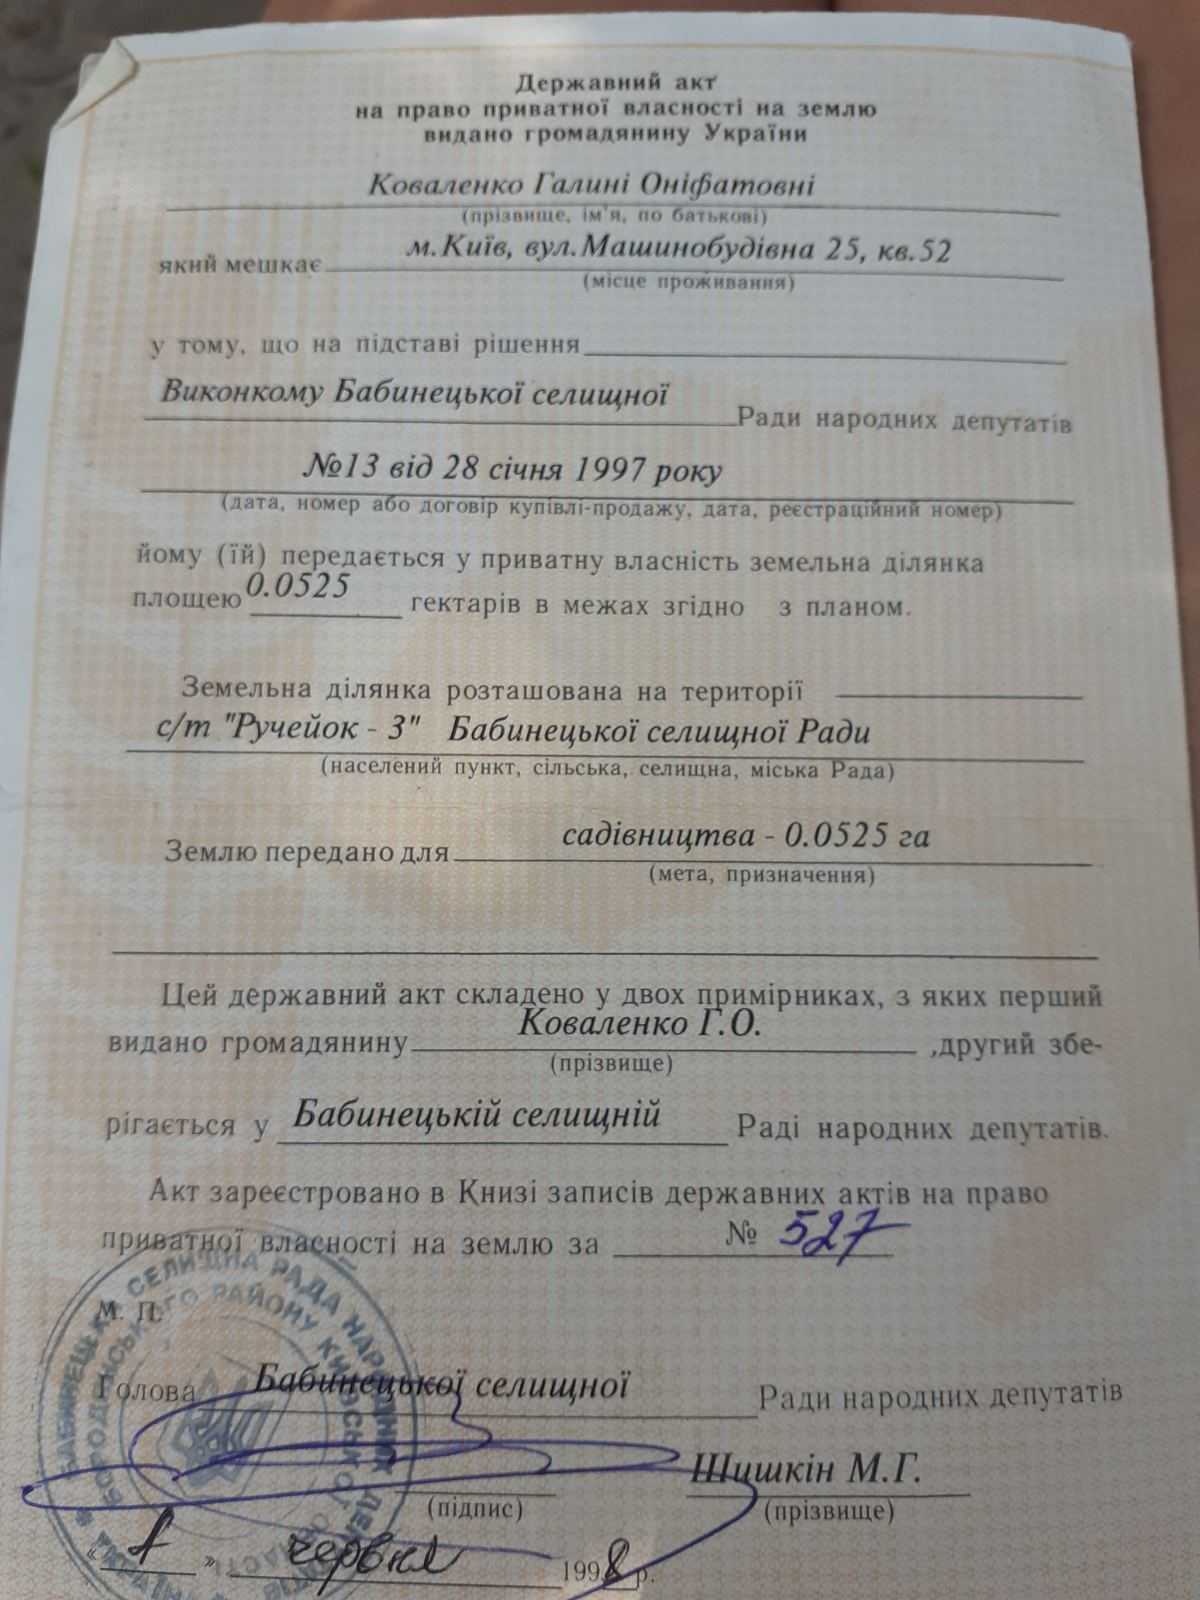 Державний акт
на право приватної власності на землю
видано громадянину України
Коваленко Галині Оніфатовні
(прізвище, ім'я, по батькові)
який мешкає м.Київ, вул.Машинобудівна 25, кв.52
(місце проживання)
у тому, що на підставі рішення
Виконкому Бабинецької селищної Ради народних депутатів
№13 від 28 січня 1997 року
(дата, номер або договір купівлі-продажу, дата, реєстраційний номер)
йому (їй) передається у приватну власність земельна ділянка
площею 0.0525 гектарів в межах згідно з планом.
Земельна ділянка розташована на території
с/т "Ручейок - 3" Бабинецької селищної Ради
(населений пункт, сільська, селищна, міська Рада)
Землю передано для садівництва - 0.0525 га
(мета, призначення)
Цей державний акт складено у двох примірниках, з яких перший
видано громадянину Коваленко Г.О. ,другий збе-
(прізвище)
рігається у Бабинецькій селищній Раді народних депутатів.
Акт зареєстровано в Книзі записів державних актів на право
приватної власності на землю за № 527
М. П.
Голова Бабинецької селищної Ради народних депутатів
Шишкін М.Г.
(підпис) (прізвище)
"1" червня 1998 р.
БАБИНЕЦЬКА СЕЛИЩНА РАДА НАРОДНИХ
БОРОДЯНСЬКОГО РАЙОНУ КИЇВСЬКОЇ